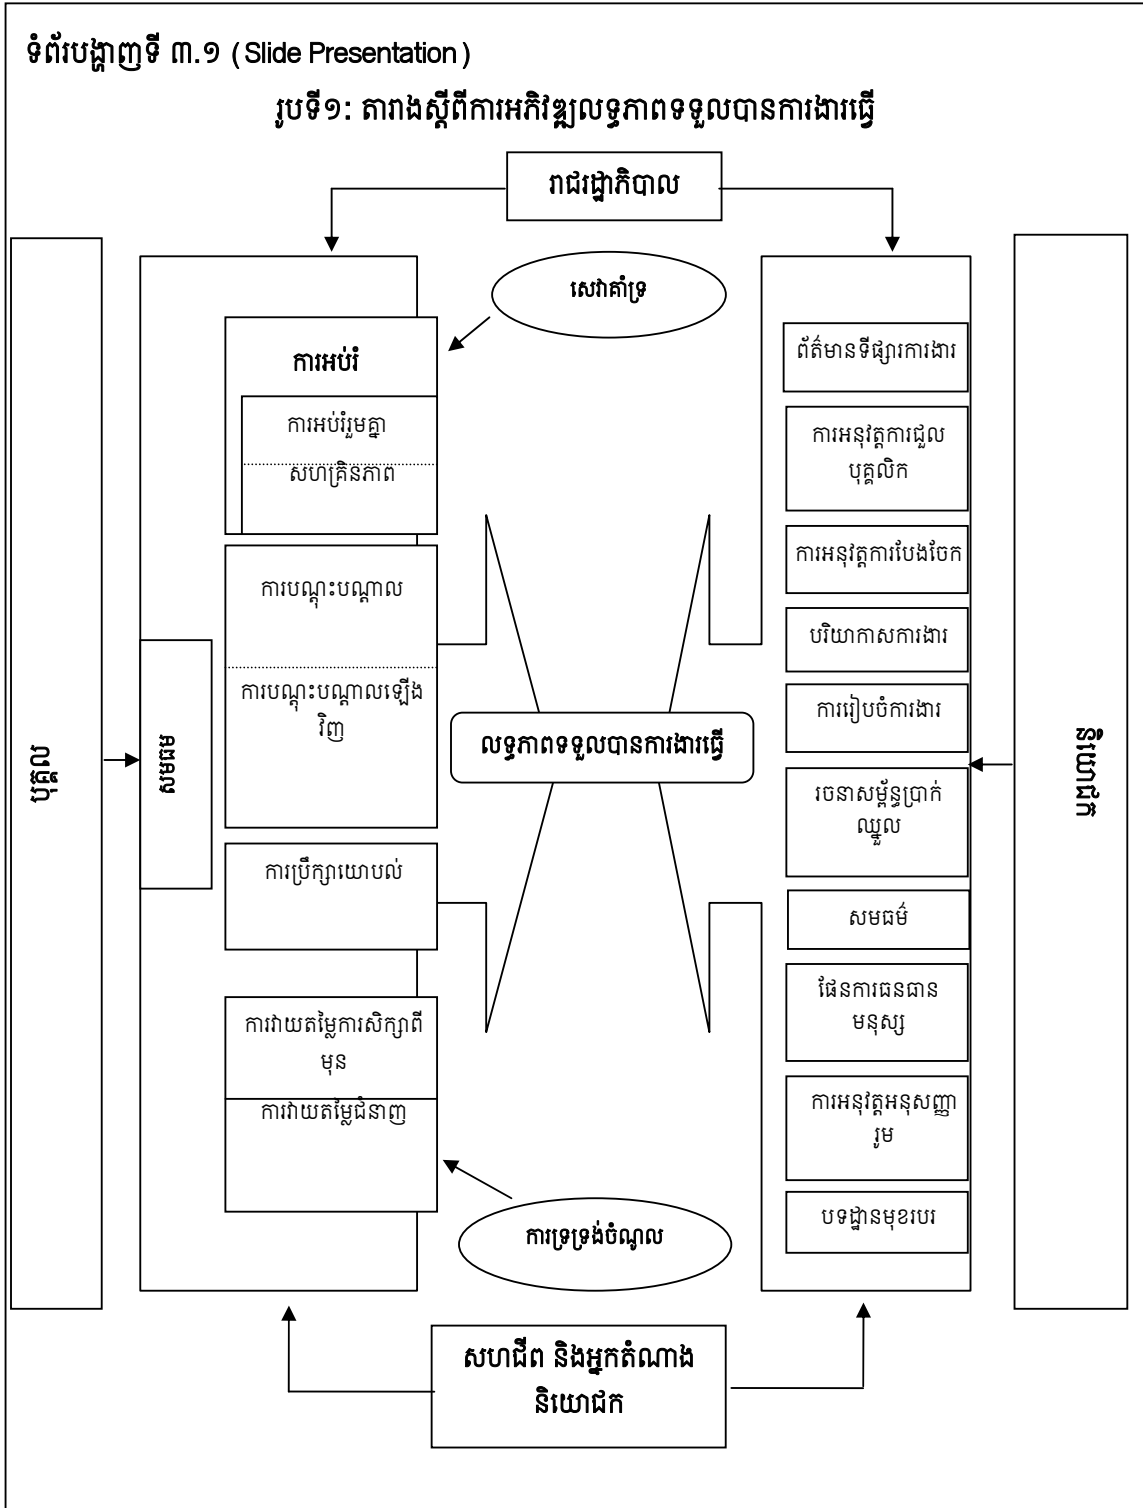 ទំព័របង្ហាញទី ៣.១ (Slide Presentation)
រូបទី១: តារាងស្តីពីការអភិវឌ្ឍលទ្ធភាពទទួលបានការងារធ្វើ
រាជរដ្ឋាភិបាល
សេវាគាំទ្រ
បុគ្គល
សមធម
ការអប់រំ
ការអប់រំរួមគ្នា
សហគ្រិនភាព
ការបណ្តុះបណ្តាល
ការបណ្តុះបណ្តាលឡើង
វិញ
ការប្រឹក្សាយោបល់
ការវាយតម្លៃការសិក្សាពី
មុន
ការវាយតម្លៃជំនាញ
លទ្ធភាពទទួលបានការងារធ្វើ
ការទ្រទ្រង់ចំណូល
ព័ត៌មានទីផ្សារការងារ
ការអនុវត្តការជួល
បុគ្គលិក
ការអនុវត្តការបែងចែក
បរិយាកាសការងារ
ការរៀបចំការងារ
រចនាសម្ព័ន្ធប្រាក់
ឈ្នួល
សមធម៌
ផែនការធនធាន
មនុស្ស
ការអនុវត្តអនុសញ្ញា
រួម
បទដ្ឋានមុខរបរ
និយោជក
សហជីព និងអ្នកតំណាង
និយោជក